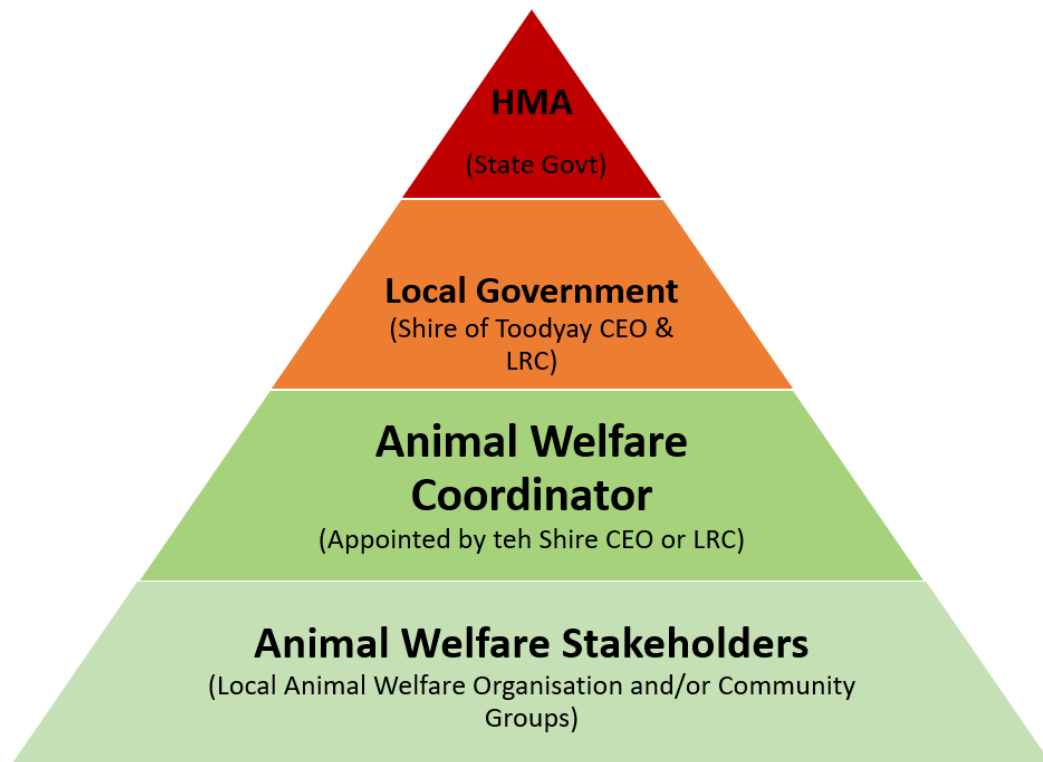 HMA
(State Govt)
Local Government
(Shire of Toodyay CEO &
LRC)
Animal Welfare
Coordinator
(Appointed by teh Shire CEO or LRC)
Animal Welfare Stakeholders
(Local Animal Welfare Organisation and/or Community
Groups)